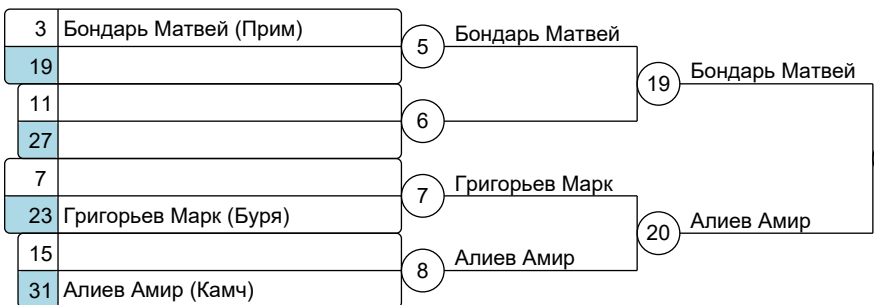 3 Бондарь Матвей (Прим)
5 Бондарь Матвей
19
19 Бондарь Матвей
11
6
27
7
7 Григорьев Марк
23 Григорьев Марк (Буря)
20 Алиев Амир
15
8 Алиев Амир
31 Алиев Амир (Камч)